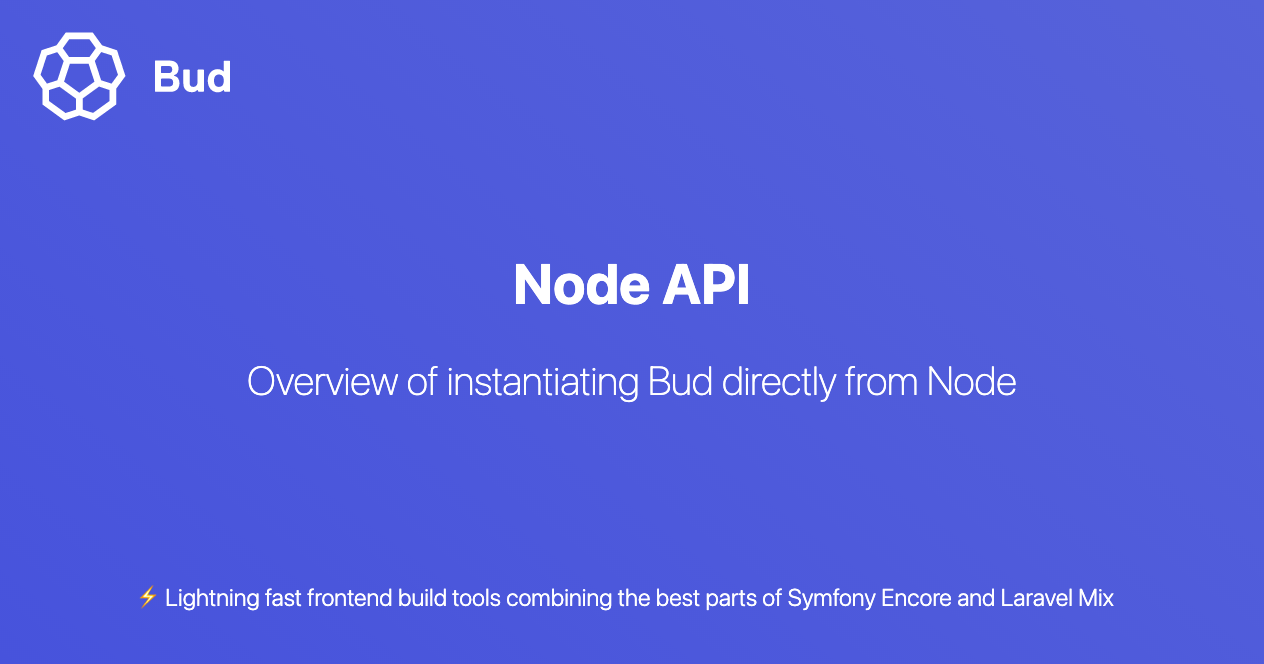 Bud
Node API
Overview of instantiating Bud directly from Node
⚡ Lightning fast frontend build tools combining the best parts of Symfony Encore and Laravel Mix